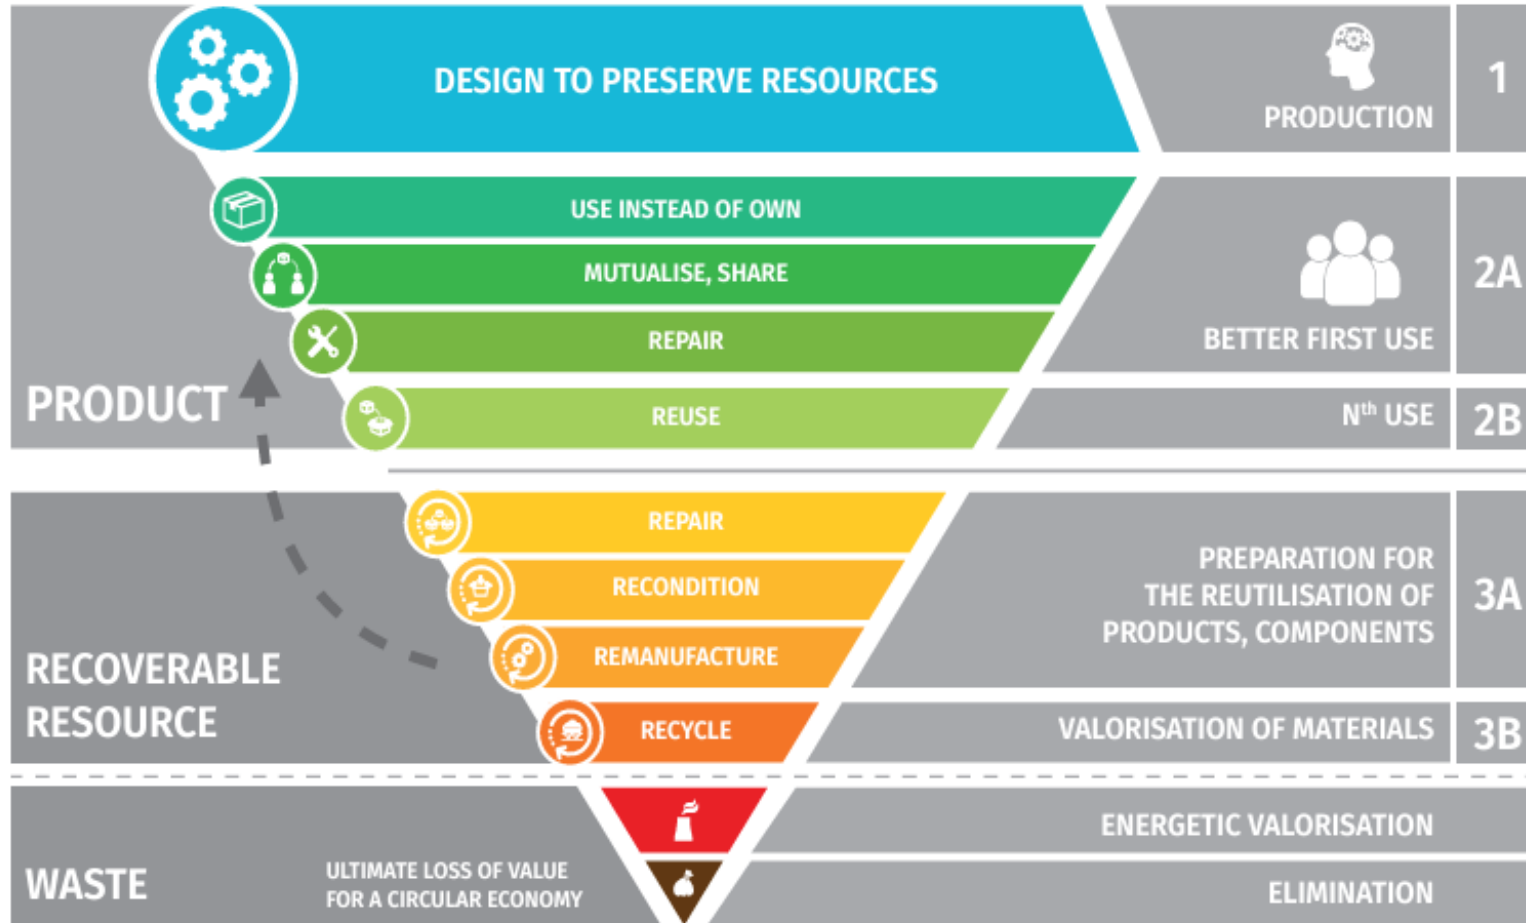 DESIGN TO PRESERVE RESOURCES
PRODUCTION
1
USE INSTEAD OF OWN
MUTUALISE, SHARE
REPAIR
BETTER FIRST USE
2A
PRODUCT
REUSE
Nth USE
2B
REPAIR
RECONDITION
REMANUFACTURE
PREPARATION FOR
THE REUTILISATION OF
PRODUCTS, COMPONENTS
3A
RECOVERABLE
RESOURCE
RECYCLE
VALORISATION OF MATERIALS
3B
ENERGETIC VALORISATION
WASTE
ULTIMATE LOSS OF VALUE
FOR A CIRCULAR ECONOMY
ELIMINATION